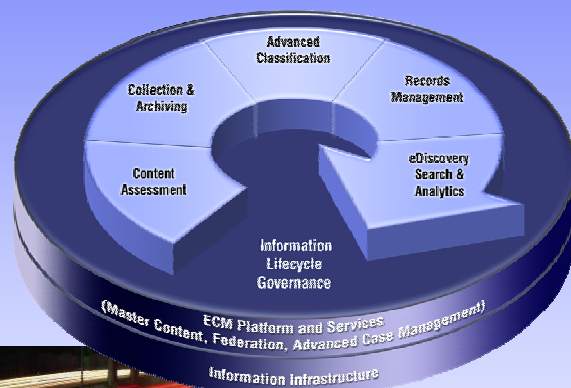 Advanced
Classification
Collection &
Archiving
Records
Management
Content
Assessment
eDiscovery
Search &
Analytics
Information
Lifecycle
Governance
ECM Platform and Services
(Master Content, Federation, Advanced Case Management)
Information Infrastructure